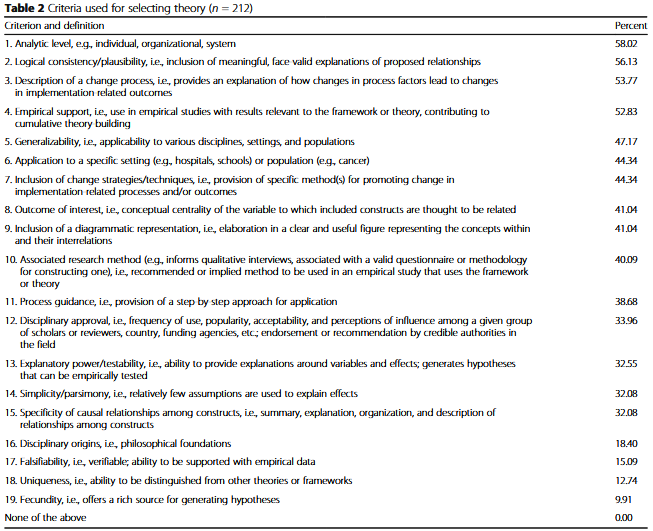 Table 2 Criteria used for selecting theory (n = 212)
Criterion and definition Percent
1. Analytic level, e.g., individual, organizational, system 58.02
2. Logical consistency/plausibility, i.e., inclusion of meaningful, face-valid explanations of proposed relationships 56.13
3. Description of a change process, i.e., provides an explanation of how changes in process factors lead to changes 53.77
in implementation-related outcomes
4. Empirical support, i.e., use in empirical studies with results relevant to the framework or theory, contributing to 52.83
cumulative theory building
5. Generalizability, i.e., applicability to various disciplines, settings, and populations 47.17
6. Application to a specific setting (e.g., hospitals, schools) or population (e.g., cancer) 44.34
7. Inclusion of change strategies/techniques, i.e., provision of specific method(s) for promoting change in 44.34
implementation-related processes and/or outcomes
8. Outcome of interest, i.e., conceptual centrality of the variable to which included constructs are thought to be related 41.04
9. Inclusion of a diagrammatic representation, i.e., elaboration in a clear and useful figure representing the concepts within 41.04
and their interrelations
10. Associated research method (e.g., informs qualitative interviews, associated with a valid questionnaire or methodology 40.09
for constructing one), i.e., recommended or implied method to be used in an empirical study that uses the framework
or theory
11. Process guidance, i.e., provision of a step-by-step approach for application 38.68
12. Disciplinary approval, i.e., frequency of use, popularity, acceptability, and perceptions of influence among a given group 33.96
of scholars or reviewers, country, funding agencies, etc.; endorsement or recommendation by credible authorities in
the field
13. Explanatory power/testability, i.e., ability to provide explanations around variables and effects; generates hypotheses 32.55
that can be empirically tested
14. Simplicity/parsimony, i.e., relatively few assumptions are used to explain effects 32.08
15. Specificity of causal relationships among constructs, i.e., summary, explanation, organization, and description of 32.08
relationships among constructs
16. Disciplinary origins, i.e., philosophical foundations 18.40
17. Falsifiability, i.e., verifiable; ability to be supported with empirical data 15.09
18. Uniqueness, i.e., ability to be distinguished from other theories or frameworks 12.74
19. Fecundity, i.e., offers a rich source for generating hypotheses 9.91
None of the above 0.00